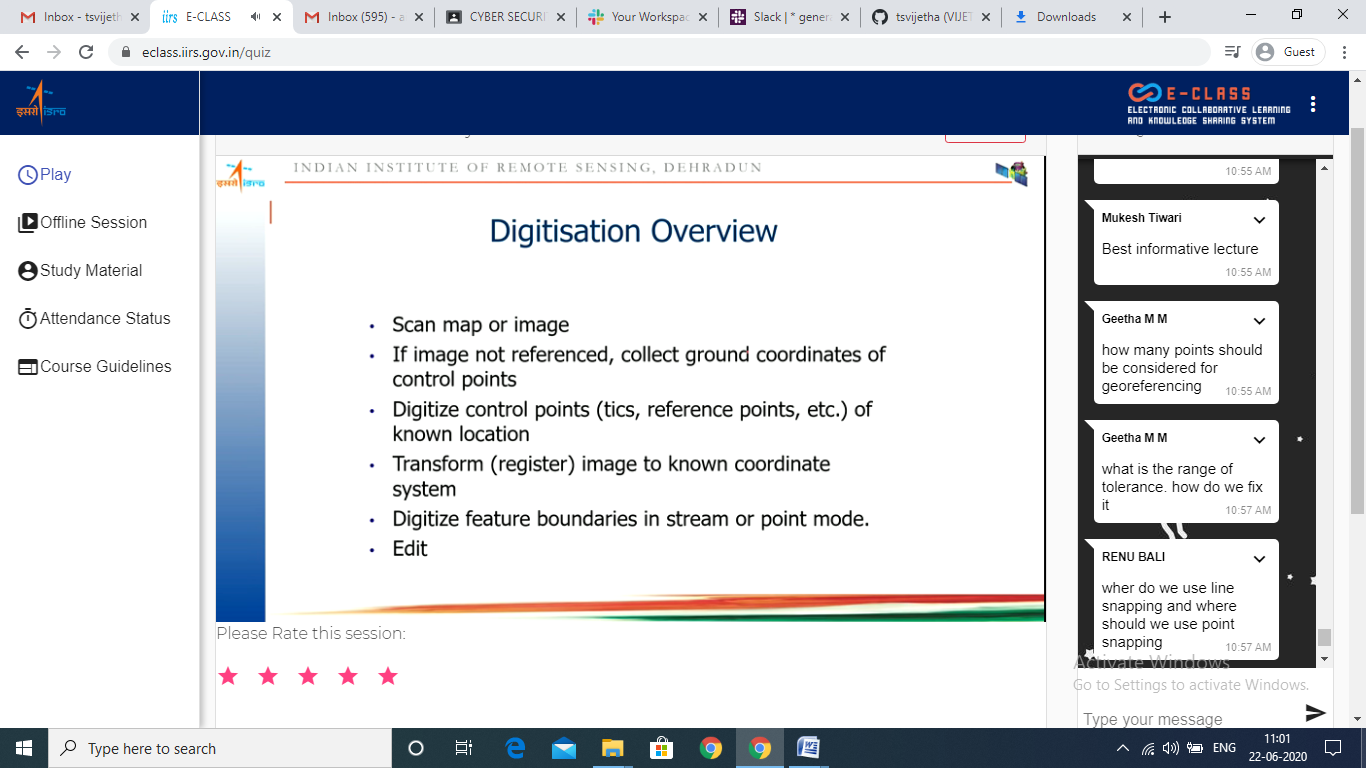 Inbox - tsvijeth
iirs E-CLASS
Inbox (595) - a
CYBER SECURI
Your Workspac
Slack | * gener
tsvijetha (VIJET
Downloads
eclass.iirs.gov.in/quiz
Guest
इसरो isro
E-CLASS
ELECTRONIC COLLABORATIVE LEARNING
AND KNOWLEDGE SHARING SYSTEM
Play
Offline Session
Study Material
Attendance Status
Course Guidelines
इसरो isro
INDIAN INSTITUTE OF REMOTE SENSING, DEHRADUN
Digitisation Overview
• Scan map or image
• If image not referenced, collect ground coordinates of
control points
• Digitize control points (tics, reference points, etc.) of
known location
• Transform (register) image to known coordinate
system
• Digitize feature boundaries in stream or point mode.
• Edit
Please Rate this session:
10:55 AM
Mukesh Tiwari
Best informative lecture
10:55 AM
Geetha M M
how many points should
be considered for
georeferencing
10:55 AM
Geetha M M
what is the range of
tolerance. how do we fix
it
10:57 AM
RENU BALI
wher do we use line
snapping and where
should we use point
snapping
10:57 AM
Activate Windows
Go to Settings to activate Windows.
Type your message
Type here to search
ENG
11:01
22-06-2020